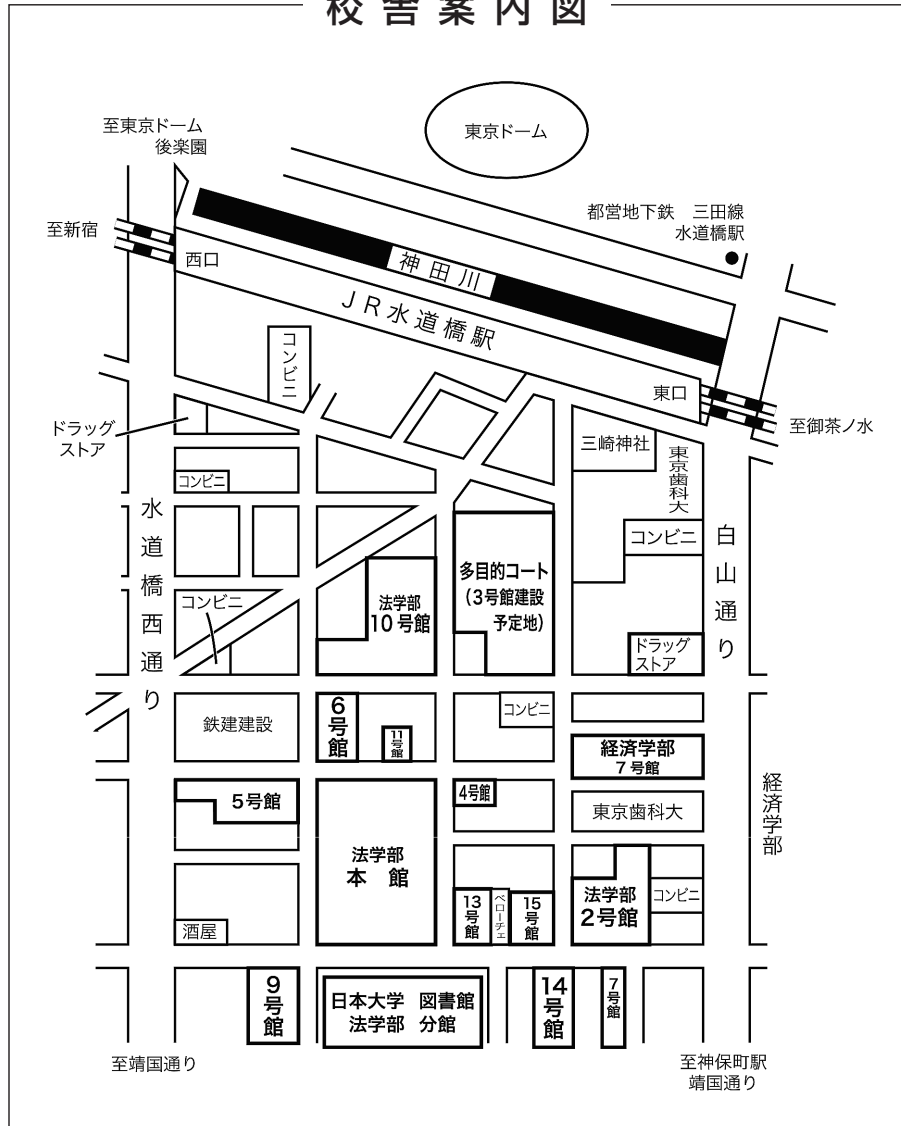 校舎案内図
東京ドーム
至東京ドーム
後楽園
都営地下鉄 三田線
水道橋駅
至新宿
西口
神田川
JR水道橋駅
コンビニ
東口
至御茶ノ水
ドラッグ
ストア
三崎神社
東京歯科大
コンビニ
コンビニ
水道橋西通り
白山通り
多目的コート
(3号館建設
予定地)
法学部
10号館
コンビニ
ドラッグ
ストア
鉄建建設
6号館
11号館
コンビニ
経済学部
7号館
経済学部
5号館
4号館
東京歯科大
法学部
本 館
13号館
ベローチェ
15号館
法学部
2号館
コンビニ
酒屋
9号館
日本大学 図書館
法学部 分館
14号館
7号館
至靖国通り
至神保町駅
靖国通り